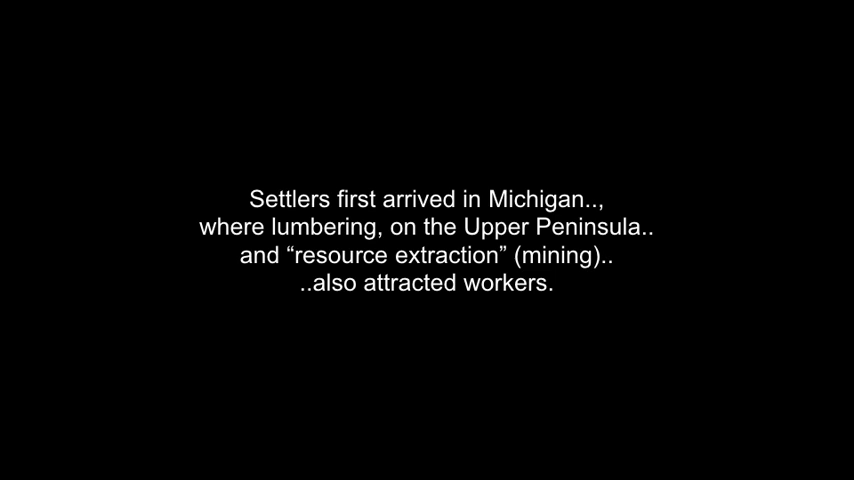 Settlers first arrived in Michigan..,
where lumbering, on the Upper Peninsula..
and “resource extraction” (mining)..
..also attracted workers.